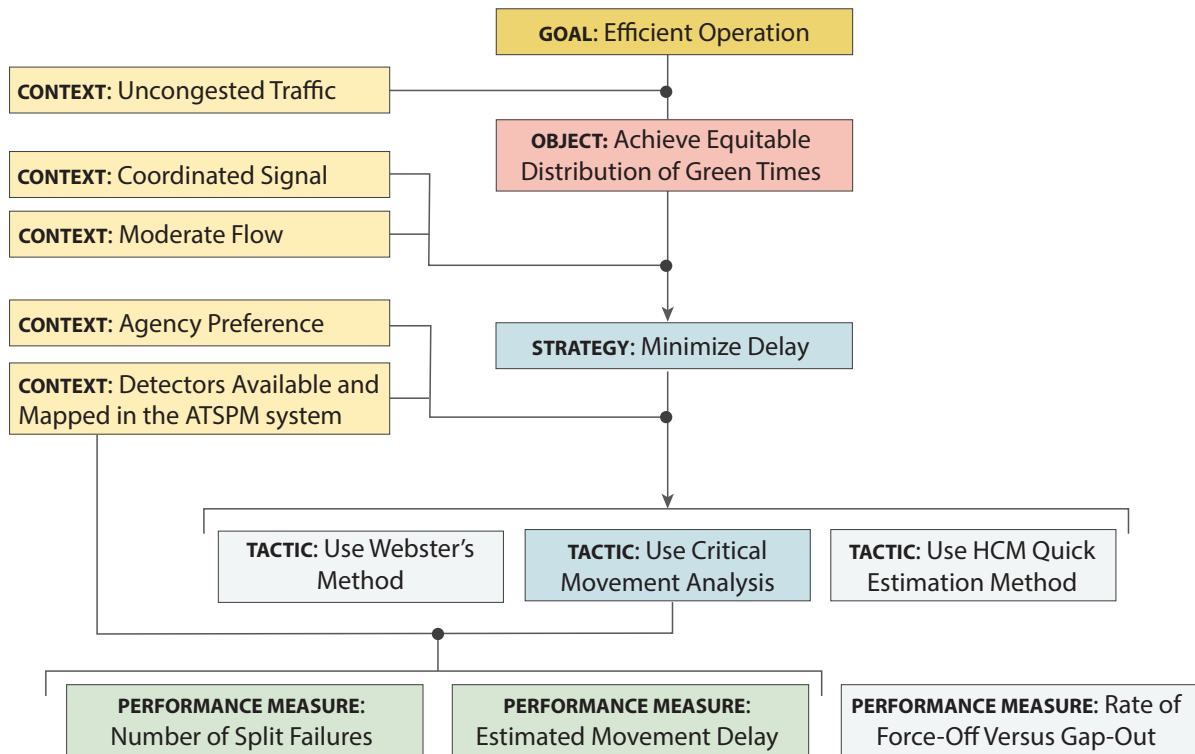 GOAL: Efficient Operation
CONTEXT: Uncongested Traffic
OBJECT: Achieve Equitable
Distribution of Green Times
CONTEXT: Coordinated Signal
CONTEXT: Moderate Flow
CONTEXT: Agency Preference
STRATEGY: Minimize Delay
CONTEXT: Detectors Available and
Mapped in the ATSPM system
TACTIC: Use Webster's
Method
TACTIC: Use Critical
Movement Analysis
TACTIC: Use HCM Quick
Estimation Method
PERFORMANCE MEASURE:
Number of Split Failures
PERFORMANCE MEASURE:
Estimated Movement Delay
PERFORMANCE MEASURE: Rate of
Force-Off Versus Gap-Out